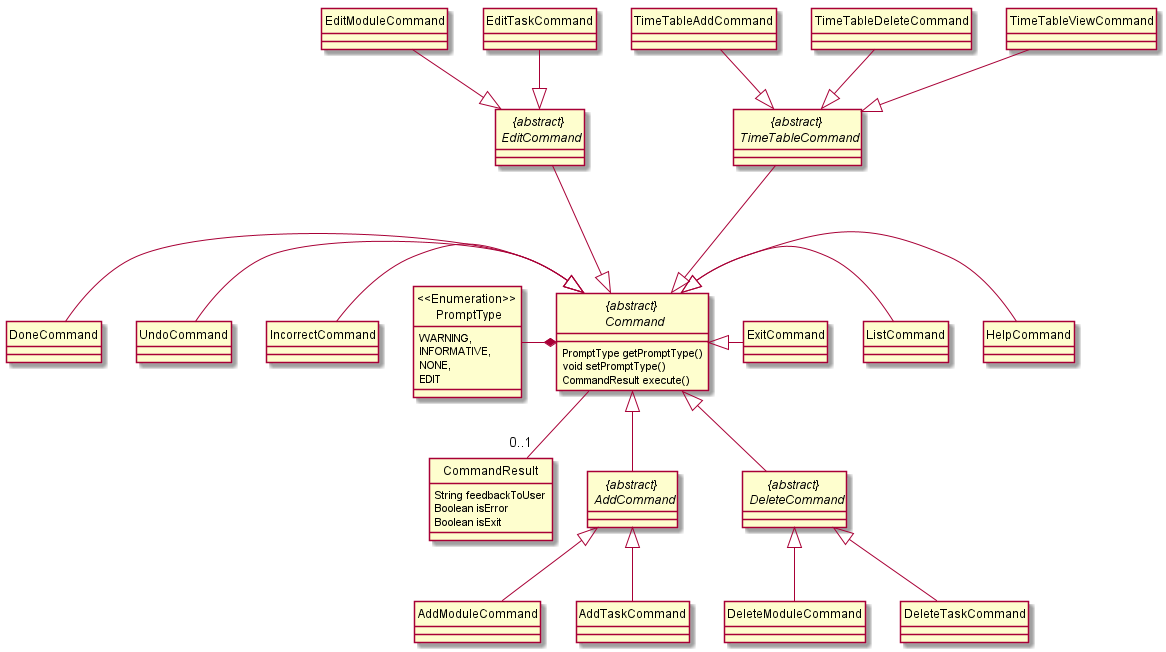 EditModuleCommand
EditTaskCommand
TimeTableAddCommand
TimeTableDeleteCommand
TimeTableViewCommand
{abstract}
EditCommand
{abstract}
TimeTableCommand
DoneCommand
UndoCommand
IncorrectCommand
<<Enumeration>>
PromptType
WARNING,
INFORMATIVE,
NONE,
EDIT
{abstract}
Command
PromptType getPromptType()
void setPromptType()
CommandResult execute()
ExitCommand
ListCommand
HelpCommand
0..1
CommandResult
String feedbackToUser
Boolean isError
Boolean isExit
{abstract}
AddCommand
{abstract}
DeleteCommand
AddModuleCommand
AddTaskCommand
DeleteModuleCommand
DeleteTaskCommand